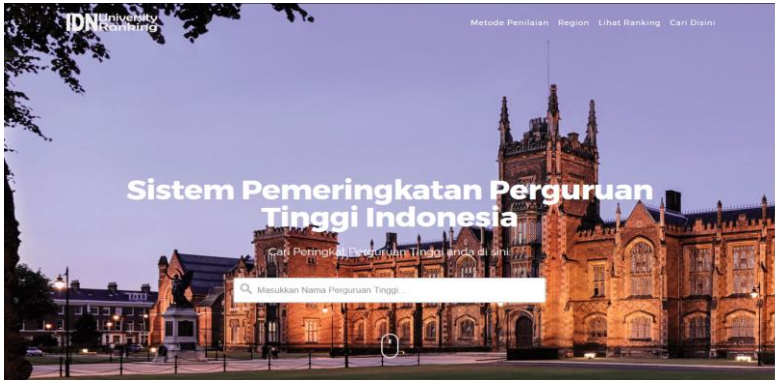 IDN University
Ranking
Metode Penilaian Region Lihat Ranking Cari Disini
Sistem Pemeringkatan Perguruan
Tinggi Indonesia
Cari Peringkat Perguruan Tinggi anda di sini.
Masukkan Nama Perguruan Tinggi...